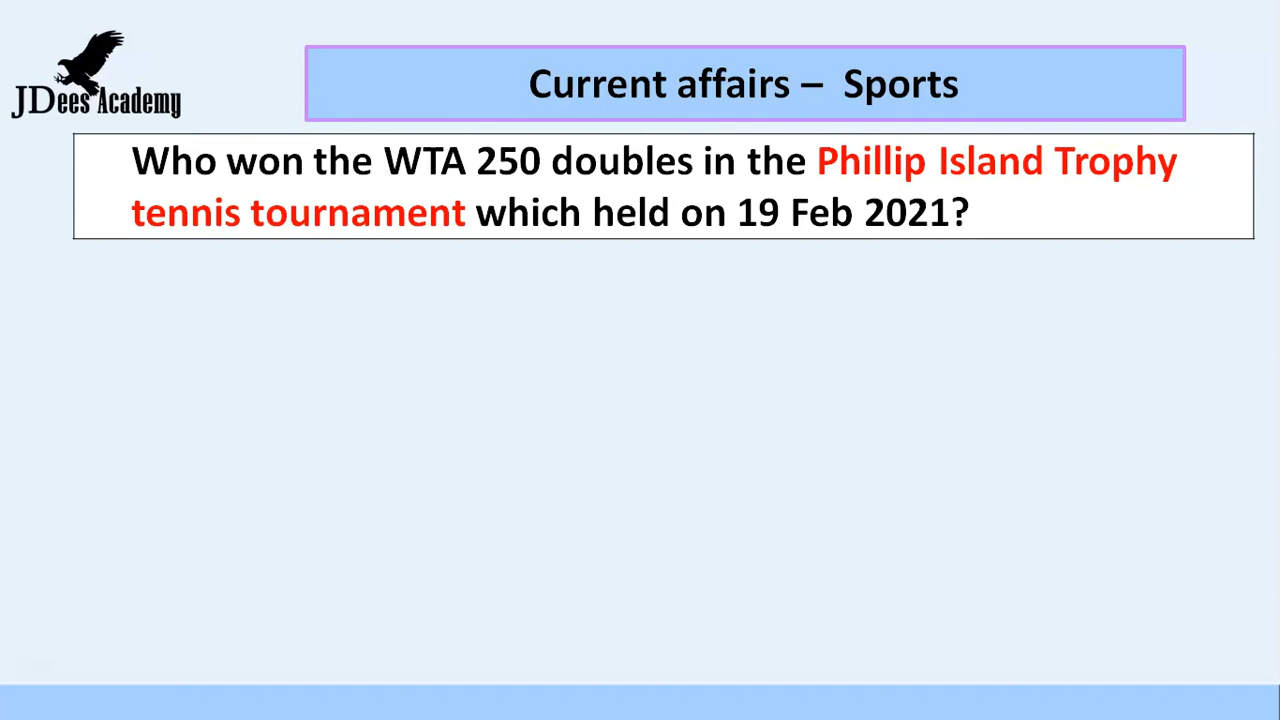 JDees Academy
Current affairs – Sports
Who won the WTA 250 doubles in the Phillip Island Trophy
tennis tournament which held on 19 Feb 2021?